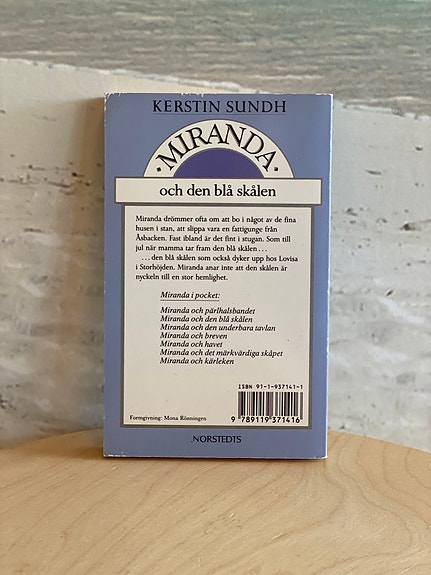 KERSTIN SUNDH
·MIRANDA·
och den blå skålen
Miranda drömmer ofta om att bo i något av de fina
husen i stan, att slippa vara en fattigunge från
Åsbacken. Fast ibland är det fint i stugan. Som till
jul när mamma tar fram den blå skålen . . .
. . . den blå skålen som också dyker upp hos Lovisa
i Storhöjden. Miranda anar inte att den skålen är
nyckeln till en stor hemlighet.
Miranda i pocket:
Miranda och pärlhalsbandet
Miranda och den blå skålen
Miranda och den underbara tavlan
Miranda och breven
Miranda och havet
Miranda och det märkvärdiga skåpet
Miranda och kärleken
ISBN 91-1-937141-1
9 789119 371416
Formgivning: Mona Rönningen
NORSTEDTS